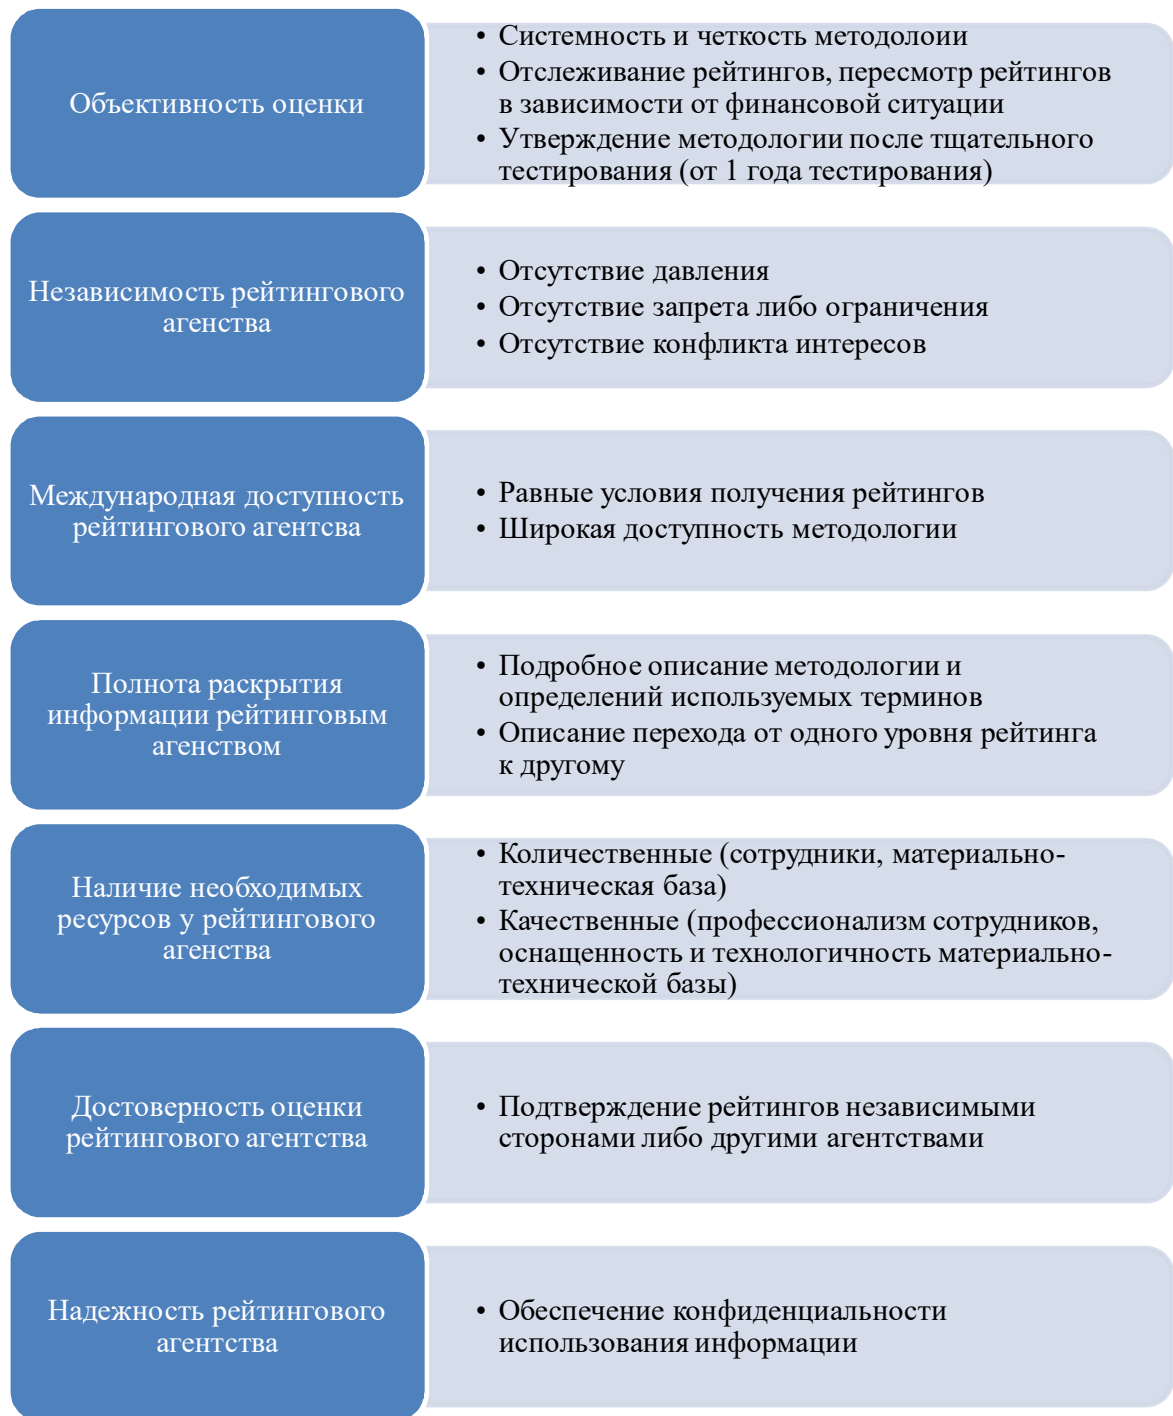 Объективность оценки
• Системность и четкость методолоии
• Отслеживание рейтингов, пересмотр рейтингов
в зависимости от финансовой ситуации
• Утверждение методологии после тщательного
тестирования (от 1 года тестирования)
Независимость рейтингового
агенства
• Отсутствие давления
• Отсутствие запрета либо ограничения
• Отсутствие конфликта интересов
Международная доступность
рейтингового агентсва
• Равные условия получения рейтингов
• Широкая доступность методологии
Полнота раскрытия
информации рейтинговым
агенством
• Подробное описание методологии и
определений используемых терминов
• Описание перехода от одного уровня рейтинга
к другому
Наличие необходимых
ресурсов у рейтингового
агенства
• Количественные (сотрудники, материально-
техническая база)
• Качественные (профессионализм сотрудников,
оснащенность и технологичность материально-
технической базы)
Достоверность оценки
рейтингового агентства
• Подтверждение рейтингов независимыми
сторонами либо другими агентствами
Надежность рейтингового
агентства
• Обеспечение конфиденциальности
использования информации